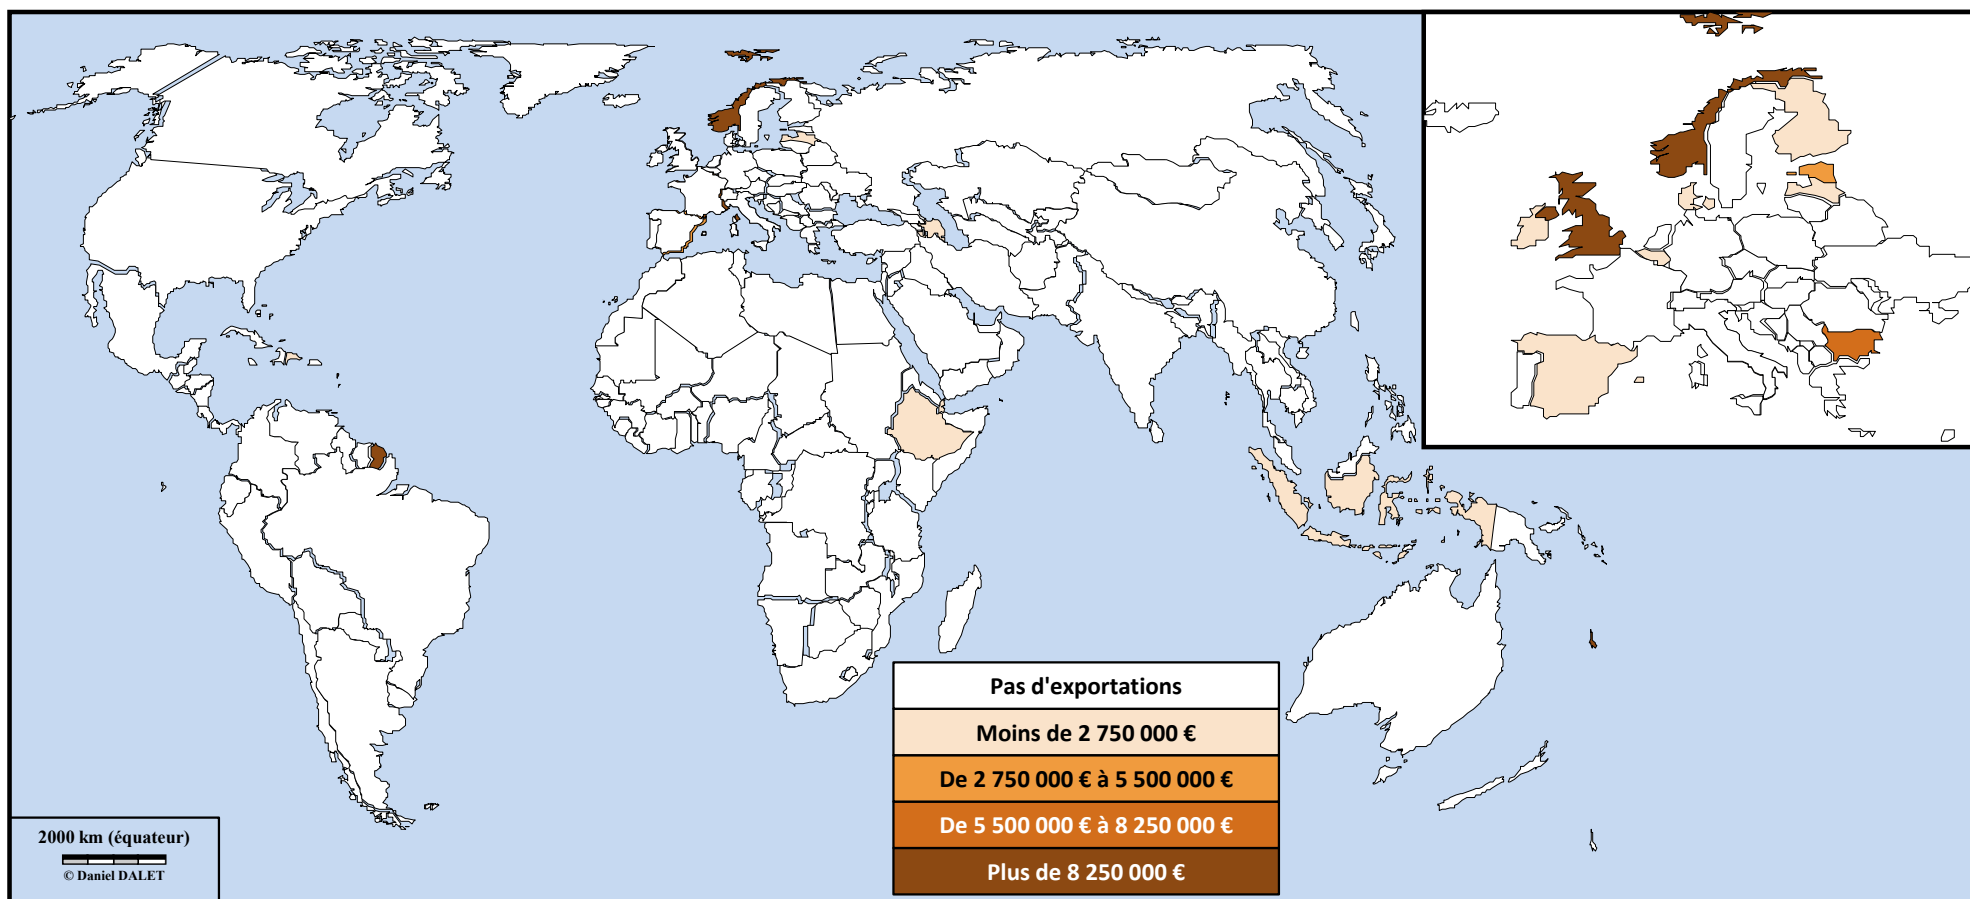 Pas d'exportations
Moins de 2 750 000 €
De 2 750 000 € à 5 500 000 €
De 5 500 000 € à 8 250 000 €
Plus de 8 250 000 €
2000 km (équateur)
© Daniel DALET